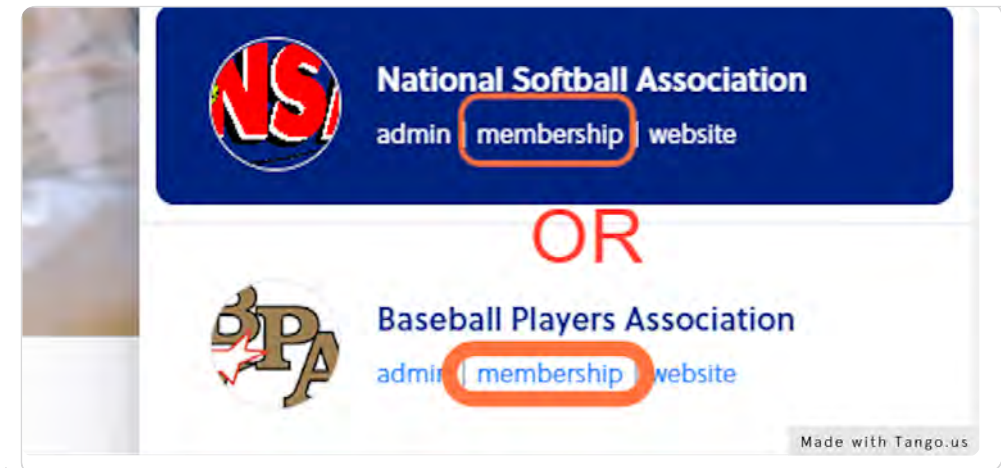 NSA
National Softball Association
admin | membership | website
OR
BPA
Baseball Players Association
admin | membership | website
Made with Tango.us